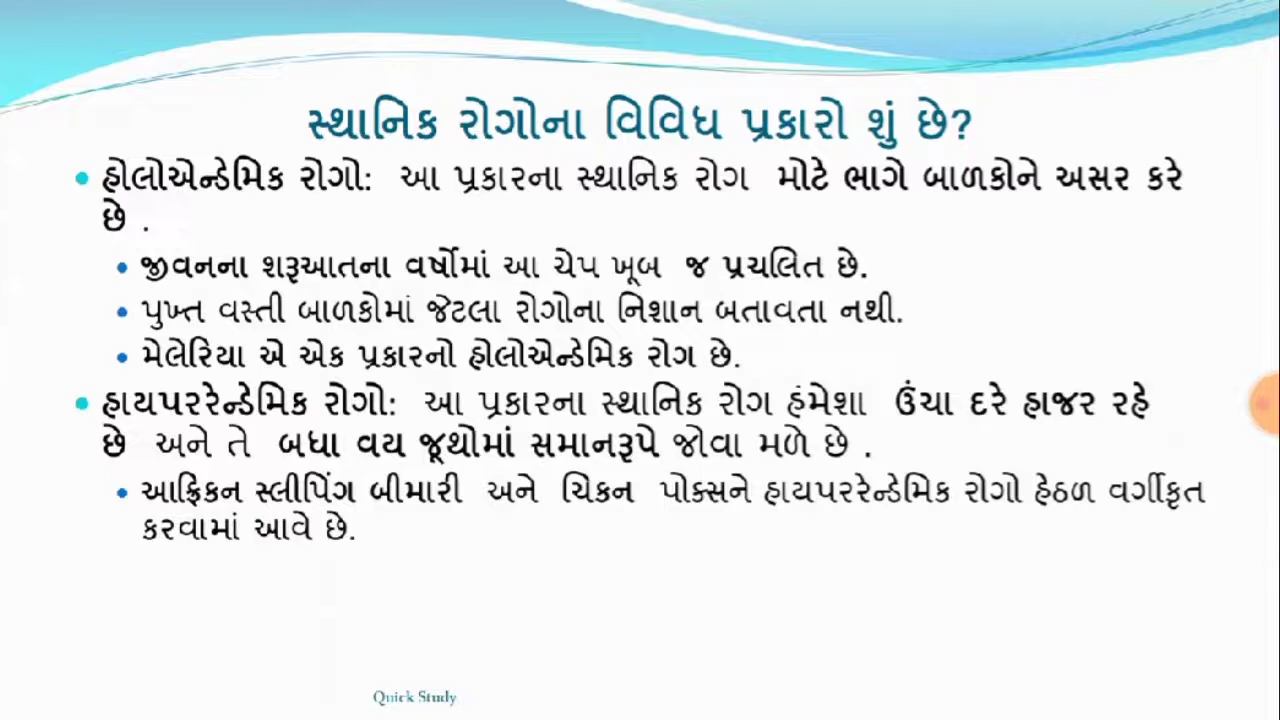 સ્થાનિક રોગોના વિવિધ પ્રકારો શું છે?
હોલોએન્ડેમિક રોગો: આ પ્રકારના સ્થાનિક રોગ મોટે ભાગે બાળકોને અસર કરે
છે .
જીવનના શરૂઆતના વર્ષોમાં આ ચેપ ખૂબ જ પ્રચલિત છે.
પુખ્ત વસ્તી બાળકોમાં જેટલા રોગોના નિશાન બતાવતા નથી.
મેલેરિયા એ એક પ્રકારનો હોલોએન્ડેમિક રોગ છે.
હાયપરરેન્ડેમિક રોગો: આ પ્રકારના સ્થાનિક રોગ હંમેશા ઉંચા દરે હાજર રહે
છે અને તે બધા વય જૂથોમાં સમાનરૂપે જોવા મળે છે .
આફ્રિકન સ્લીપિંગ બીમારી અને ચિકન પોક્સને હાયપરરેન્ડેમિક રોગો હેઠળ વર્ગીકૃત
કરવામાં આવે છે.
Quick Study